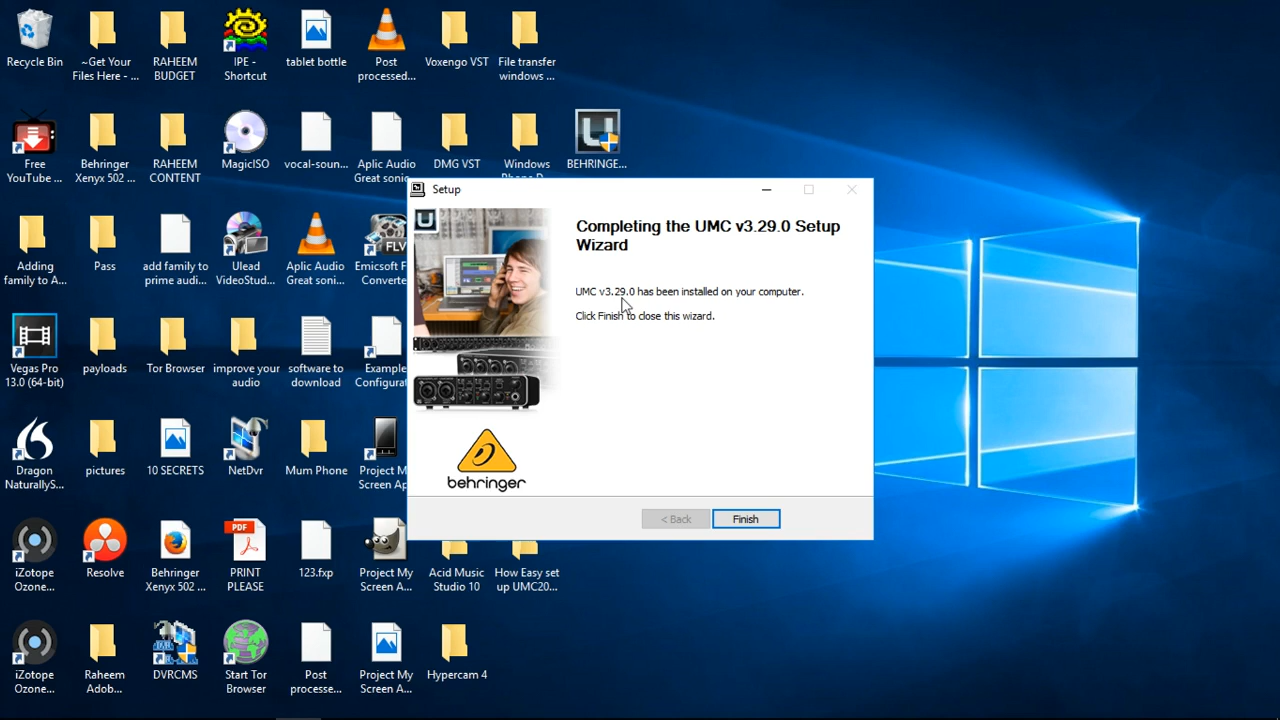 Recycle Bin
~Get Your
Files Here - ...
RAHEEM
BUDGET
IPE -
Shortcut
tablet bottle
Post
processed...
Voxengo VST
File transfer
windows ...
Free
YouTube ...
Behringer
Xenyx 502 ...
RAHEEM
CONTENT
MagicISO
vocal-soun...
Aplic Audio
Great sonic
DMG VST
Windows
BEHRINGE...
Setup
Completing the UMC v3.29.0 Setup
Wizard
UMC v3.29.0 has been installed on your computer.
Click Finish to close this wizard.
behringer
< Back
Finish
Adding
family to A...
Pass
add family to
prime audi...
Ulead
VideoStud...
Aplic Audio
Great soni...
FLV
Emicsoft F
Converte
Vegas Pro
13.0 (64-bit)
payloads
Tor Browser
improve your
audio
software to
download
Example
Configurat
Dragon
NaturallyS...
pictures
10 SECRETS
NetDvr
Mum Phone
Project M
Screen Ap
iZotope
Ozone...
Resolve
Behringer
Xenyx 502 ...
PDF
PRINT
PLEASE
123.fxp
Project My
Screen A...
Acid Music
Studio 10
How Easy set
up UMC20...
iZotope
Ozone...
Raheem
Adob...
DVRCMS
Start Tor
Browser
Post
processe...
Project My
Screen A...
Hypercam 4